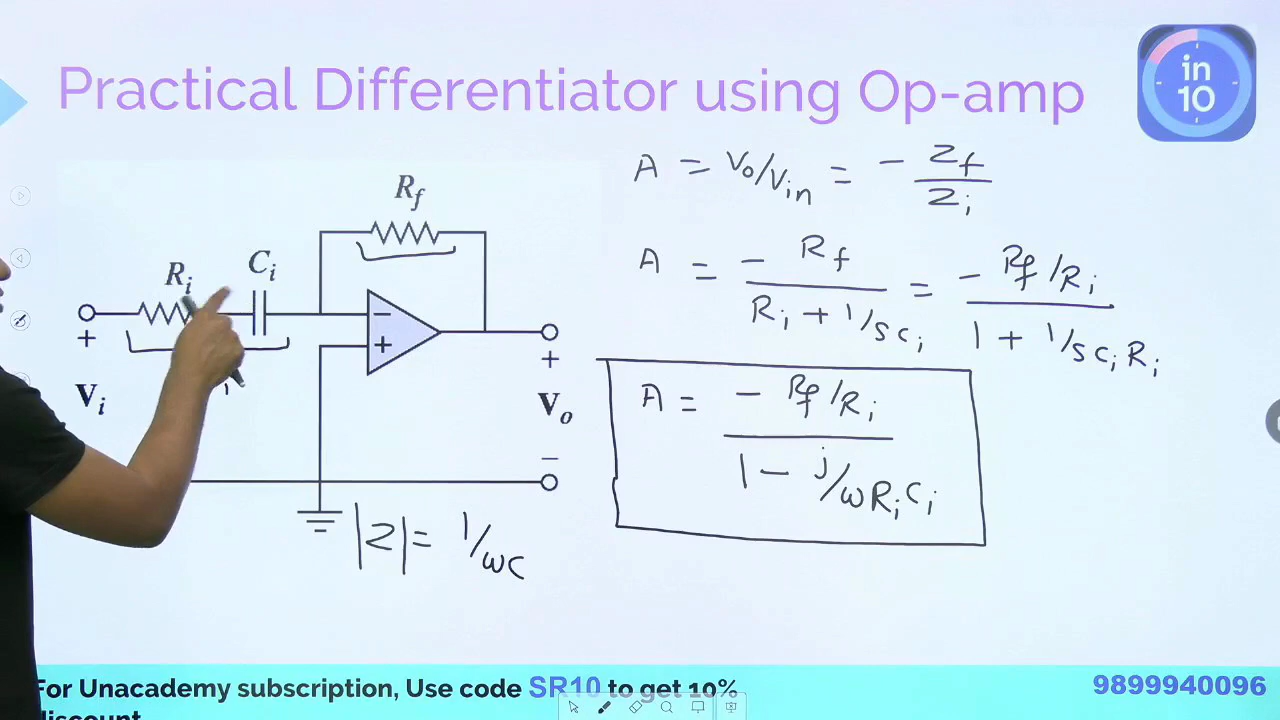 Practical Differentiator using Op-amp
in
10
A = Vo/Vin = - Zf/Zi
Rf
A = - Rf/(Ri + 1/sCi) = - (Rf/Ri)/(1 + 1/sCiRi)
Ri
Ci
−
+
+
+
Vi
Vo
−
A = - (Rf/Ri)/(1 - j/ωRiCi)
|Z| = 1/ωC
For Unacademy subscription, Use code SR10 to get 10%
discount
9899940096